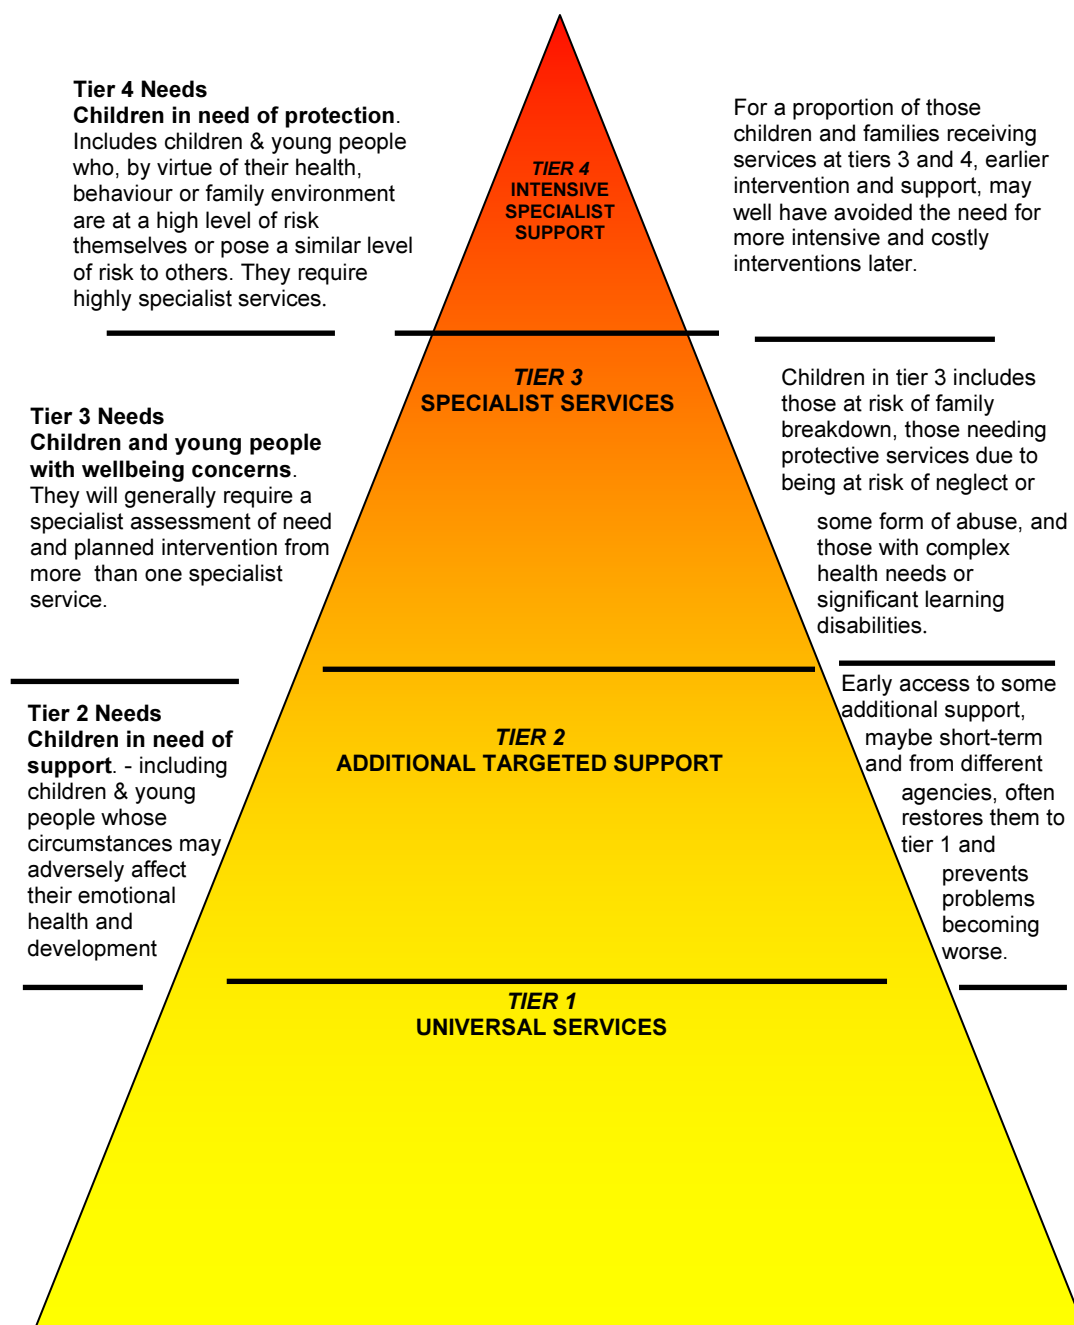 Tier 4 Needs
Children in need of protection.
Includes children & young people
who, by virtue of their health,
behaviour or family environment
are at a high level of risk
themselves or pose a similar level
of risk to others. They require
highly specialist services.
TIER 4
INTENSIVE
SPECIALIST
SUPPORT
For a proportion of those
children and families receiving
services at tiers 3 and 4, earlier
intervention and support, may
well have avoided the need for
more intensive and costly
interventions later.
Tier 3 Needs
Children and young people
with wellbeing concerns.
They will generally require a
specialist assessment of need
and planned intervention from
more  than one specialist
service.
TIER 3
SPECIALIST SERVICES
Children in tier 3 includes
those at risk of family
breakdown, those needing
protective services due to
being at risk of neglect or
some form of abuse, and
those with complex
health needs or
significant learning
disabilities.
Tier 2 Needs
Children in need of
support. - including
children & young
people whose
circumstances may
adversely affect
their emotional
health and
development
TIER 2
ADDITIONAL TARGETED SUPPORT
Early access to some
additional support,
maybe short-term
and from different
agencies, often
restores them to
tier 1 and
prevents
problems
becoming
worse.
TIER 1
UNIVERSAL SERVICES